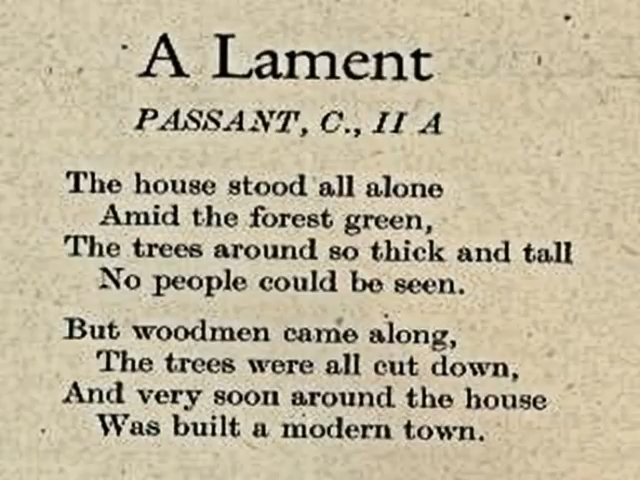 A Lament
PASSANT, C., II A
The house stood all alone
Amid the forest green,
The trees around so thick and tall
No people could be seen.
But woodmen came along,
The trees were all cut down,
And very soon around the house
Was built a modern town.